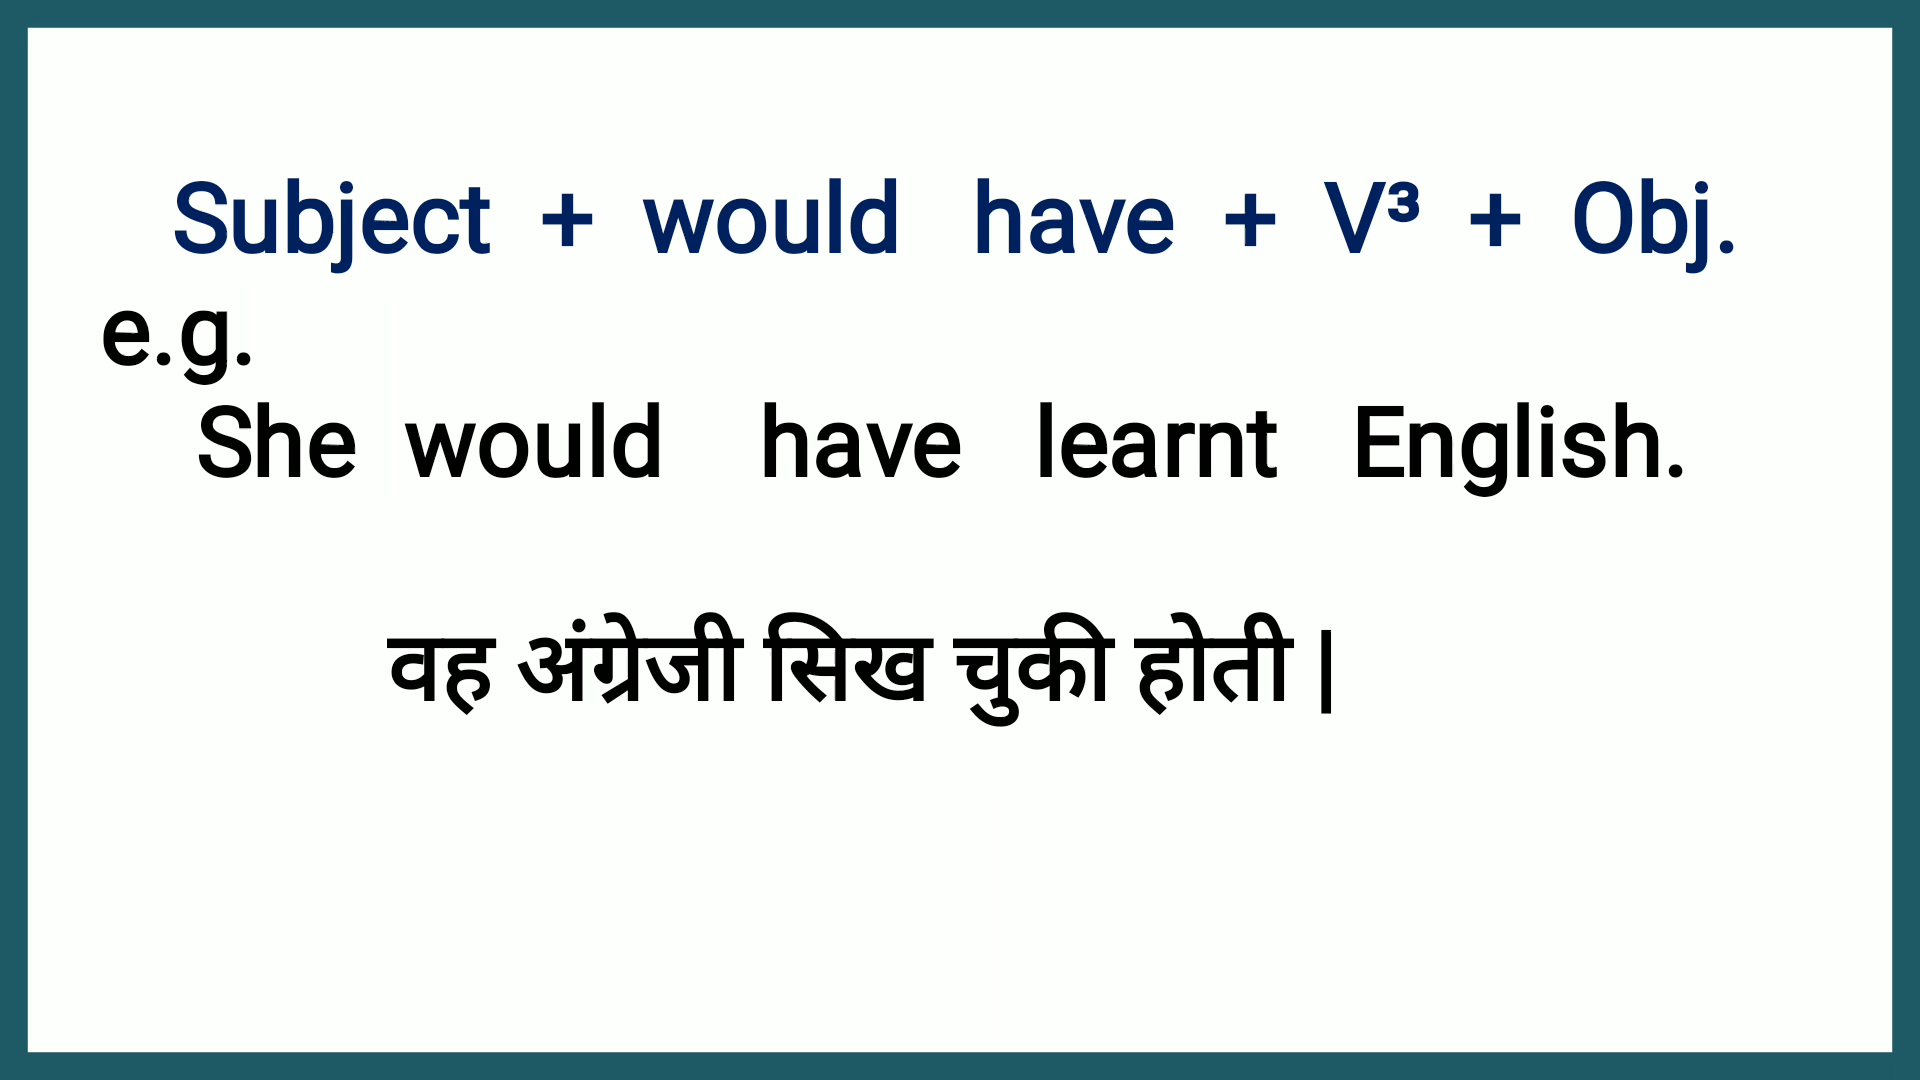 Subject + would have + V³ + Obj.
e.g.
She would have learnt English.
वह अंग्रेजी सिख चुकी होती |